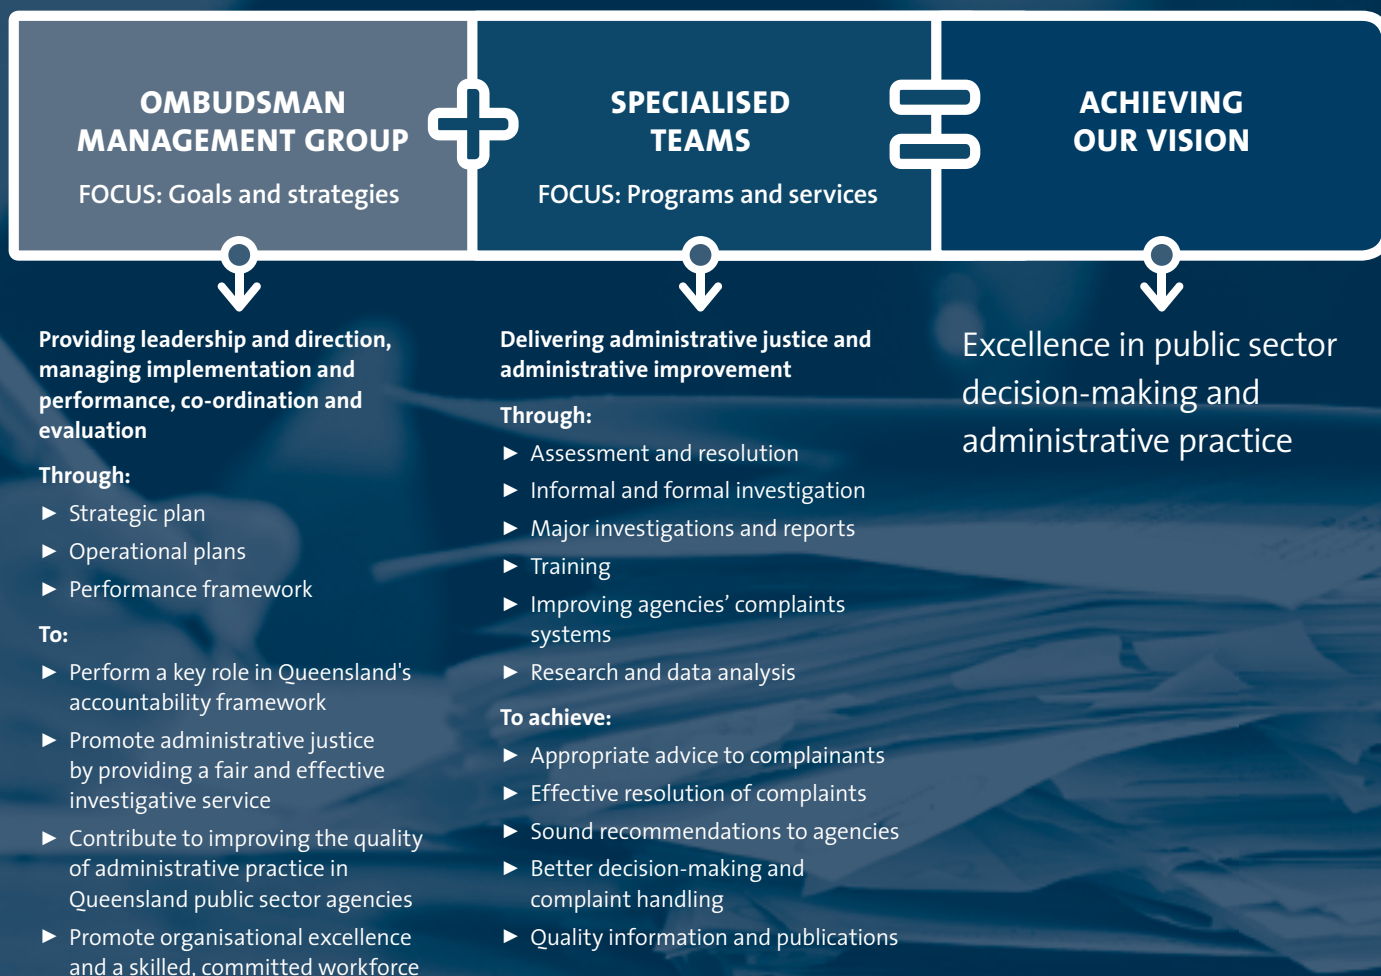 OMBUDSMAN
MANAGEMENT GROUP
FOCUS: Goals and strategies
SPECIALISED
TEAMS
FOCUS: Programs and services
ACHIEVING
OUR VISION
Providing leadership and direction,
managing implementation and
performance, co-ordination and
evaluation
Through:
► Strategic plan
► Operational plans
► Performance framework
To:
► Perform a key role in Queensland's
accountability framework
► Promote administrative justice
by providing a fair and effective
investigative service
► Contribute to improving the quality
of administrative practice in
Queensland public sector agencies
► Promote organisational excellence
and a skilled, committed workforce
Delivering administrative justice and
administrative improvement
Through:
► Assessment and resolution
► Informal and formal investigation
► Major investigations and reports
► Training
► Improving agencies’ complaints
systems
► Research and data analysis
To achieve:
► Appropriate advice to complainants
► Effective resolution of complaints
► Sound recommendations to agencies
► Better decision-making and
complaint handling
► Quality information and publications
Excellence in public sector
decision-making and
administrative practice